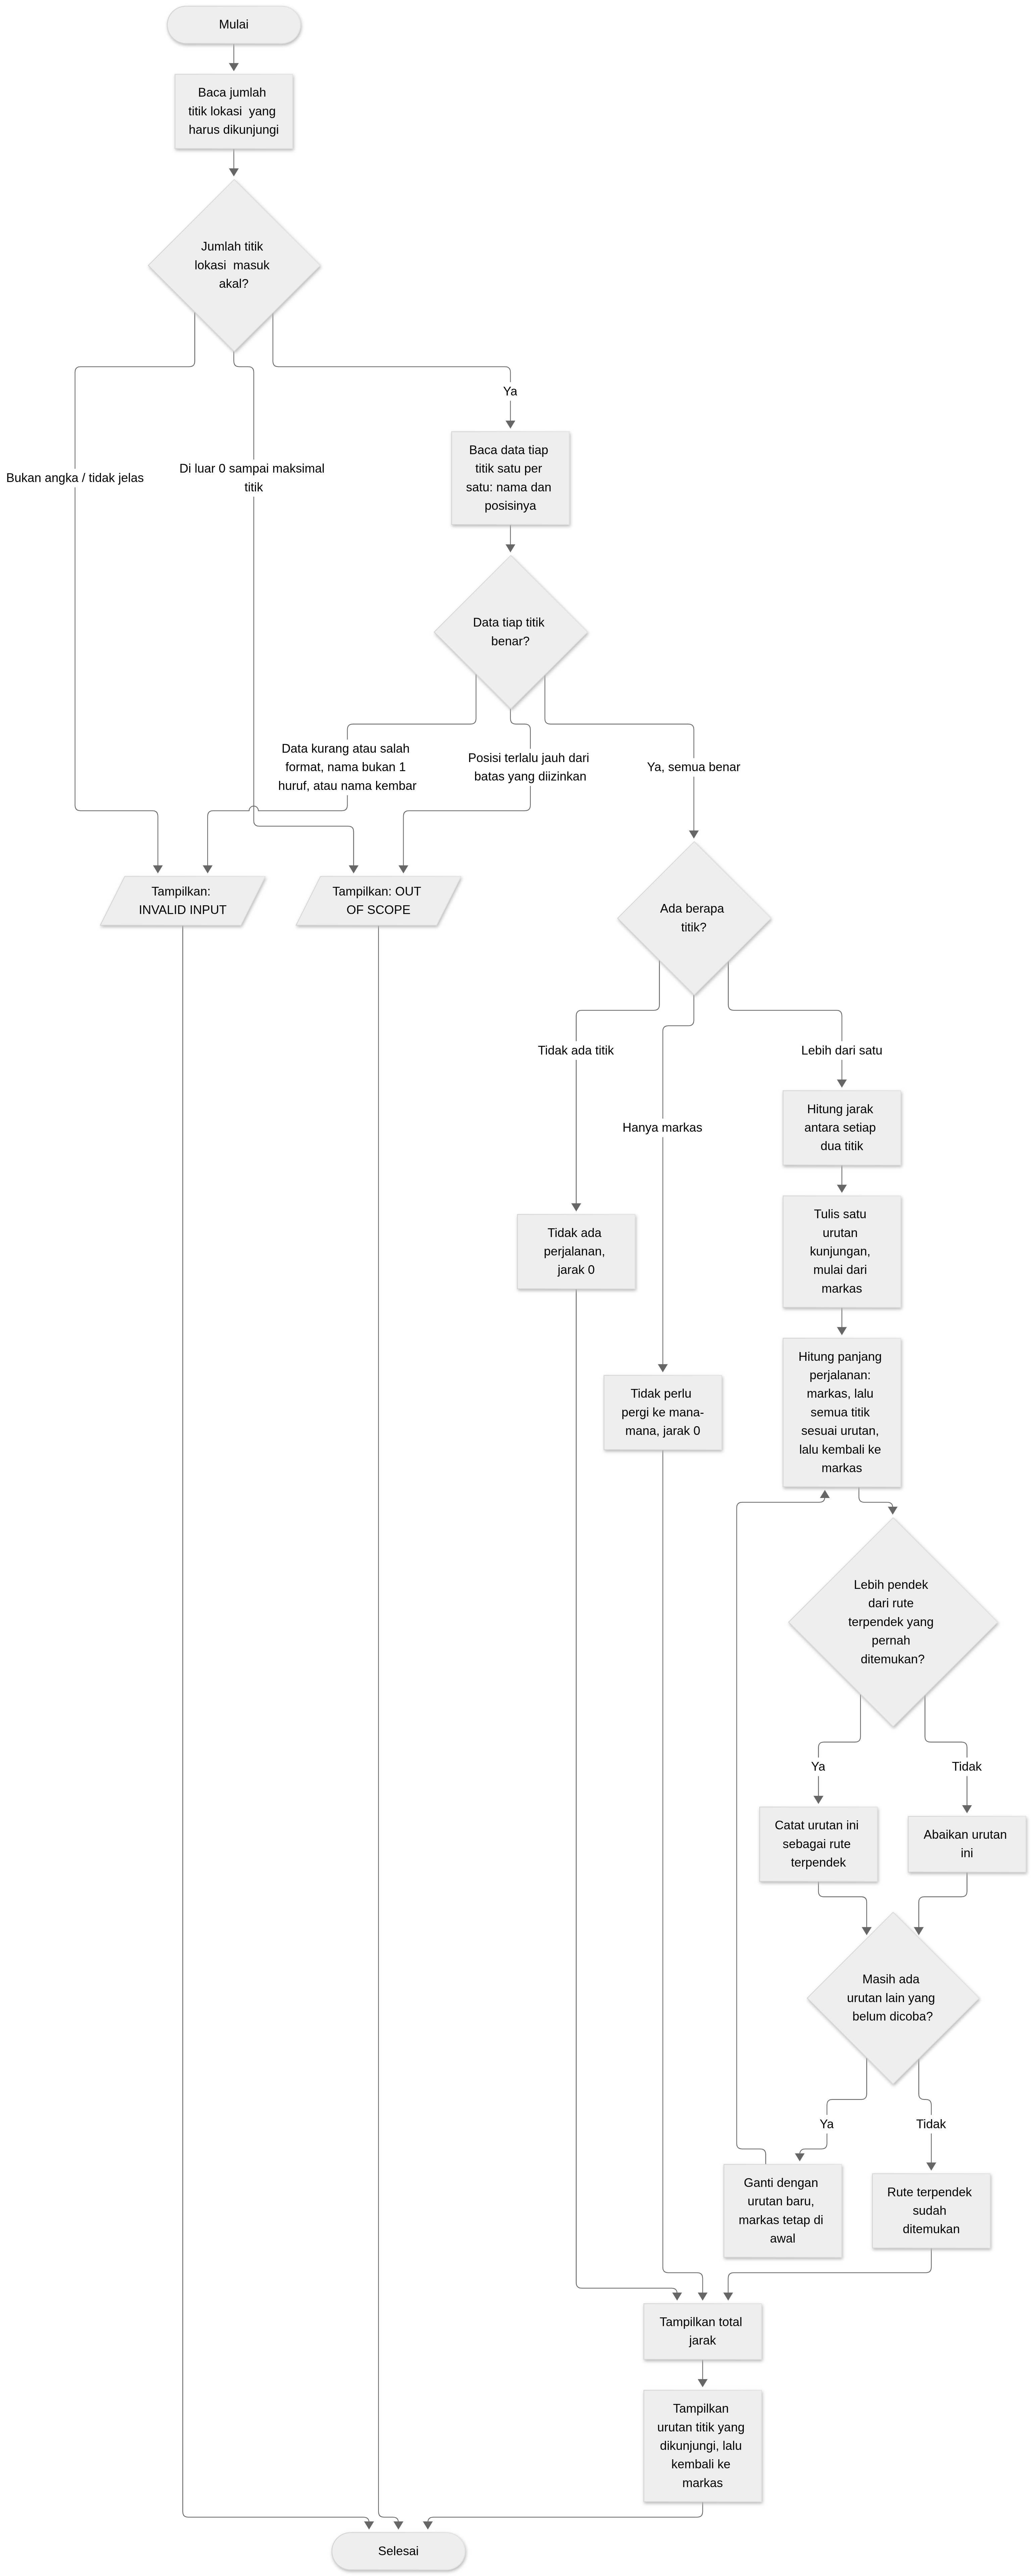 Mulai
Baca jumlah
titik lokasi  yang
harus dikunjungi
Jumlah titik
lokasi  masuk
akal?
Ya
Bukan angka / tidak jelas
Di luar 0 sampai maksimal
titik
Baca data tiap
titik satu per
satu: nama dan
posisinya
Data tiap titik
benar?
Data kurang atau salah
format, nama bukan 1
huruf, atau nama kembar
Posisi terlalu jauh dari
batas yang diizinkan
Ya, semua benar
Tampilkan:
INVALID INPUT
Tampilkan: OUT
OF SCOPE
Ada berapa
titik?
Tidak ada titik
Hanya markas
Lebih dari satu
Hitung jarak
antara setiap
dua titik
Tulis satu
urutan
kunjungan,
mulai dari
markas
Tidak ada
perjalanan,
jarak 0
Hitung panjang
perjalanan:
markas, lalu
semua titik
sesuai urutan,
lalu kembali ke
markas
Tidak perlu
pergi ke mana-
mana, jarak 0
Lebih pendek
dari rute
terpendek yang
pernah
ditemukan?
Ya
Tidak
Catat urutan ini
sebagai rute
terpendek
Abaikan urutan
ini
Masih ada
urutan lain yang
belum dicoba?
Ya
Tidak
Ganti dengan
urutan baru,
markas tetap di
awal
Rute terpendek
sudah
ditemukan
Tampilkan total
jarak
Tampilkan
urutan titik yang
dikunjungi, lalu
kembali ke
markas
Selesai